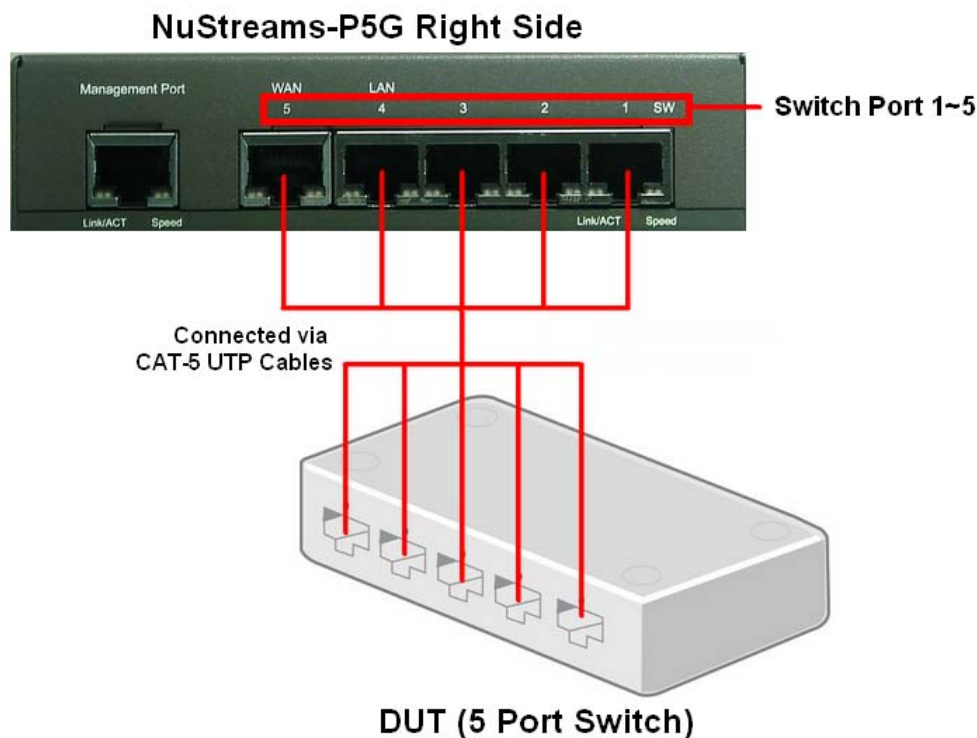 NuStreams-P5G Right Side
Management Port
WAN LAN
5 4 3 2 1 SW
Switch Port 1~5
Link/ACT Speed
Link/ACT Speed
Connected via
CAT-5 UTP Cables
DUT (5 Port Switch)